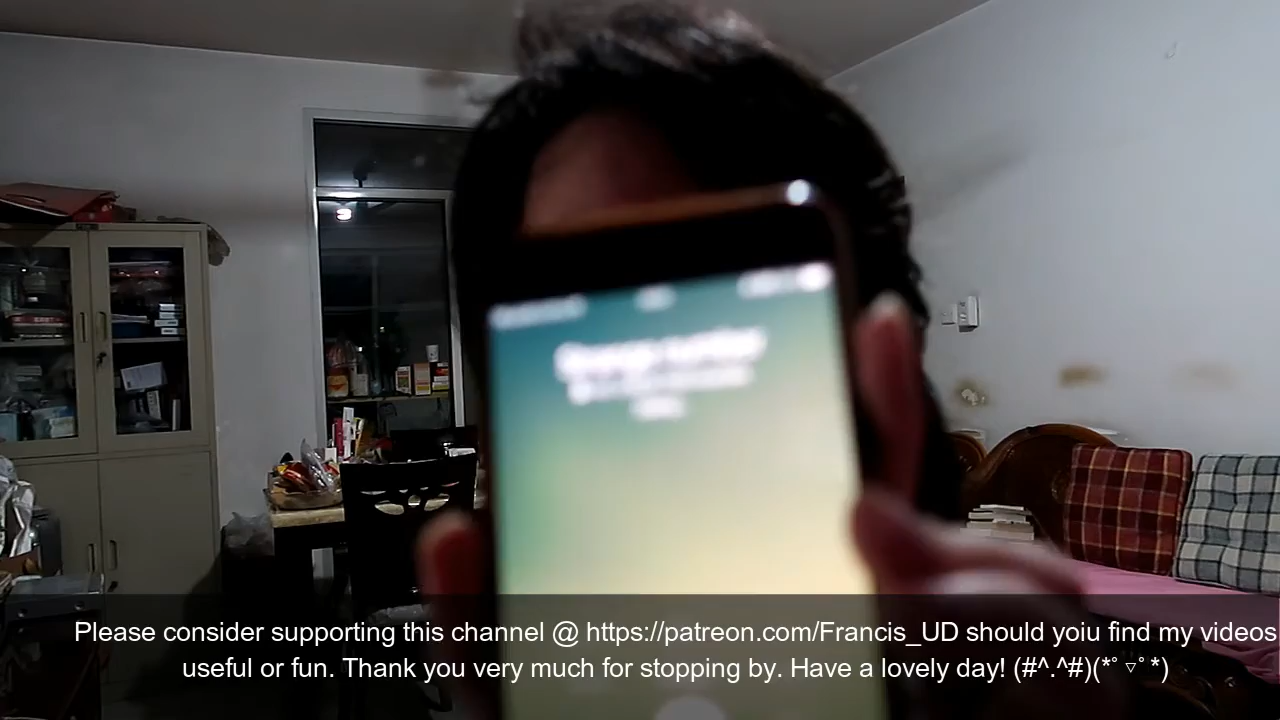 Please consider supporting this channel @ https://patreon.com/Francis_UD should yoiu find my videos
useful or fun. Thank you very much for stopping by. Have a lovely day! (#^.^#)(*ﾟ▽ﾟ*)